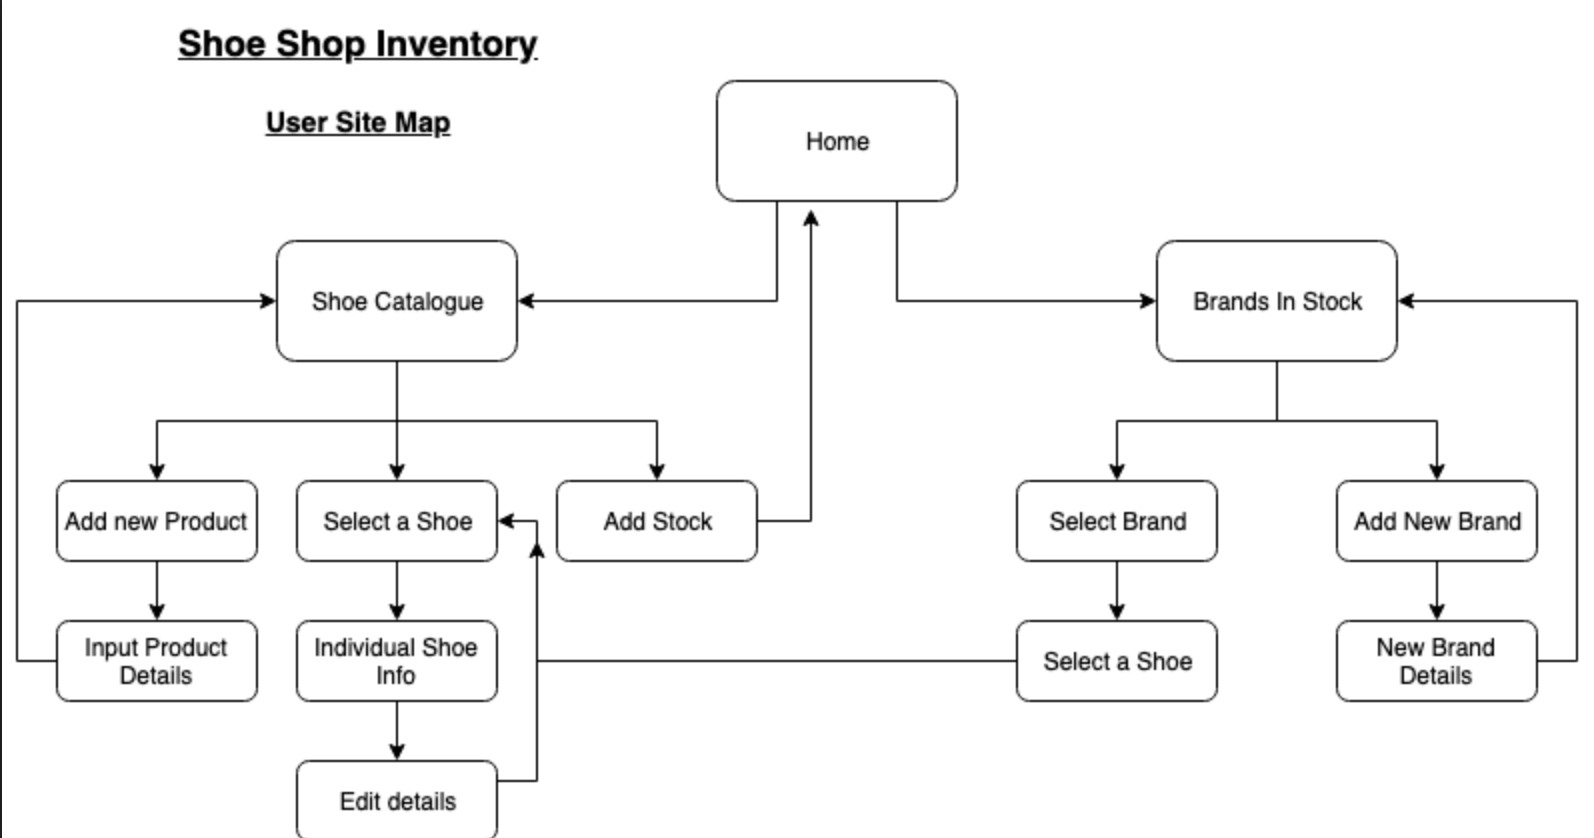 Shoe Shop Inventory
User Site Map
Home
Shoe Catalogue
Brands In Stock
Add new Product
Select a Shoe
Add Stock
Select Brand
Add New Brand
Input Product
Details
Individual Shoe
Info
Select a Shoe
New Brand
Details
Edit details